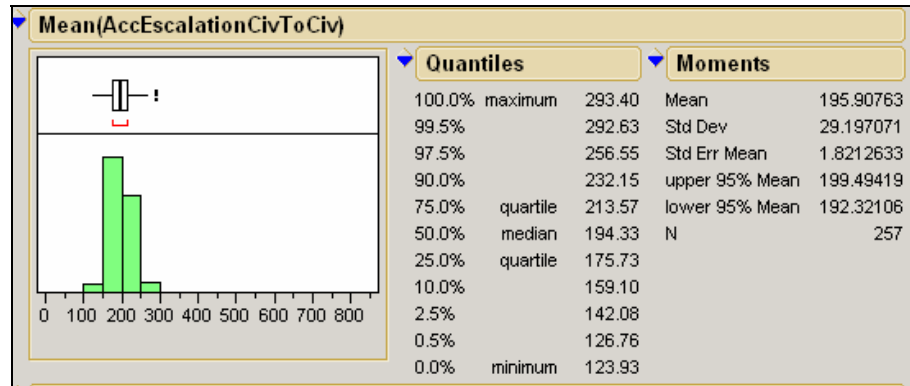 Mean(AccEscalationCivToCiv)
Quantiles
100.0% maximum 293.40
99.5% 292.63
97.5% 256.55
90.0% 232.15
75.0% quartile 213.57
50.0% median 194.33
25.0% quartile 175.73
10.0% 159.10
2.5% 142.08
0.5% 126.76
0.0% minimum 123.93
Moments
Mean 195.90763
Std Dev 29.197071
Std Err Mean 1.8212633
upper 95% Mean 199.49419
lower 95% Mean 192.32106
N 257
0 100 200 300 400 500 600 700 800